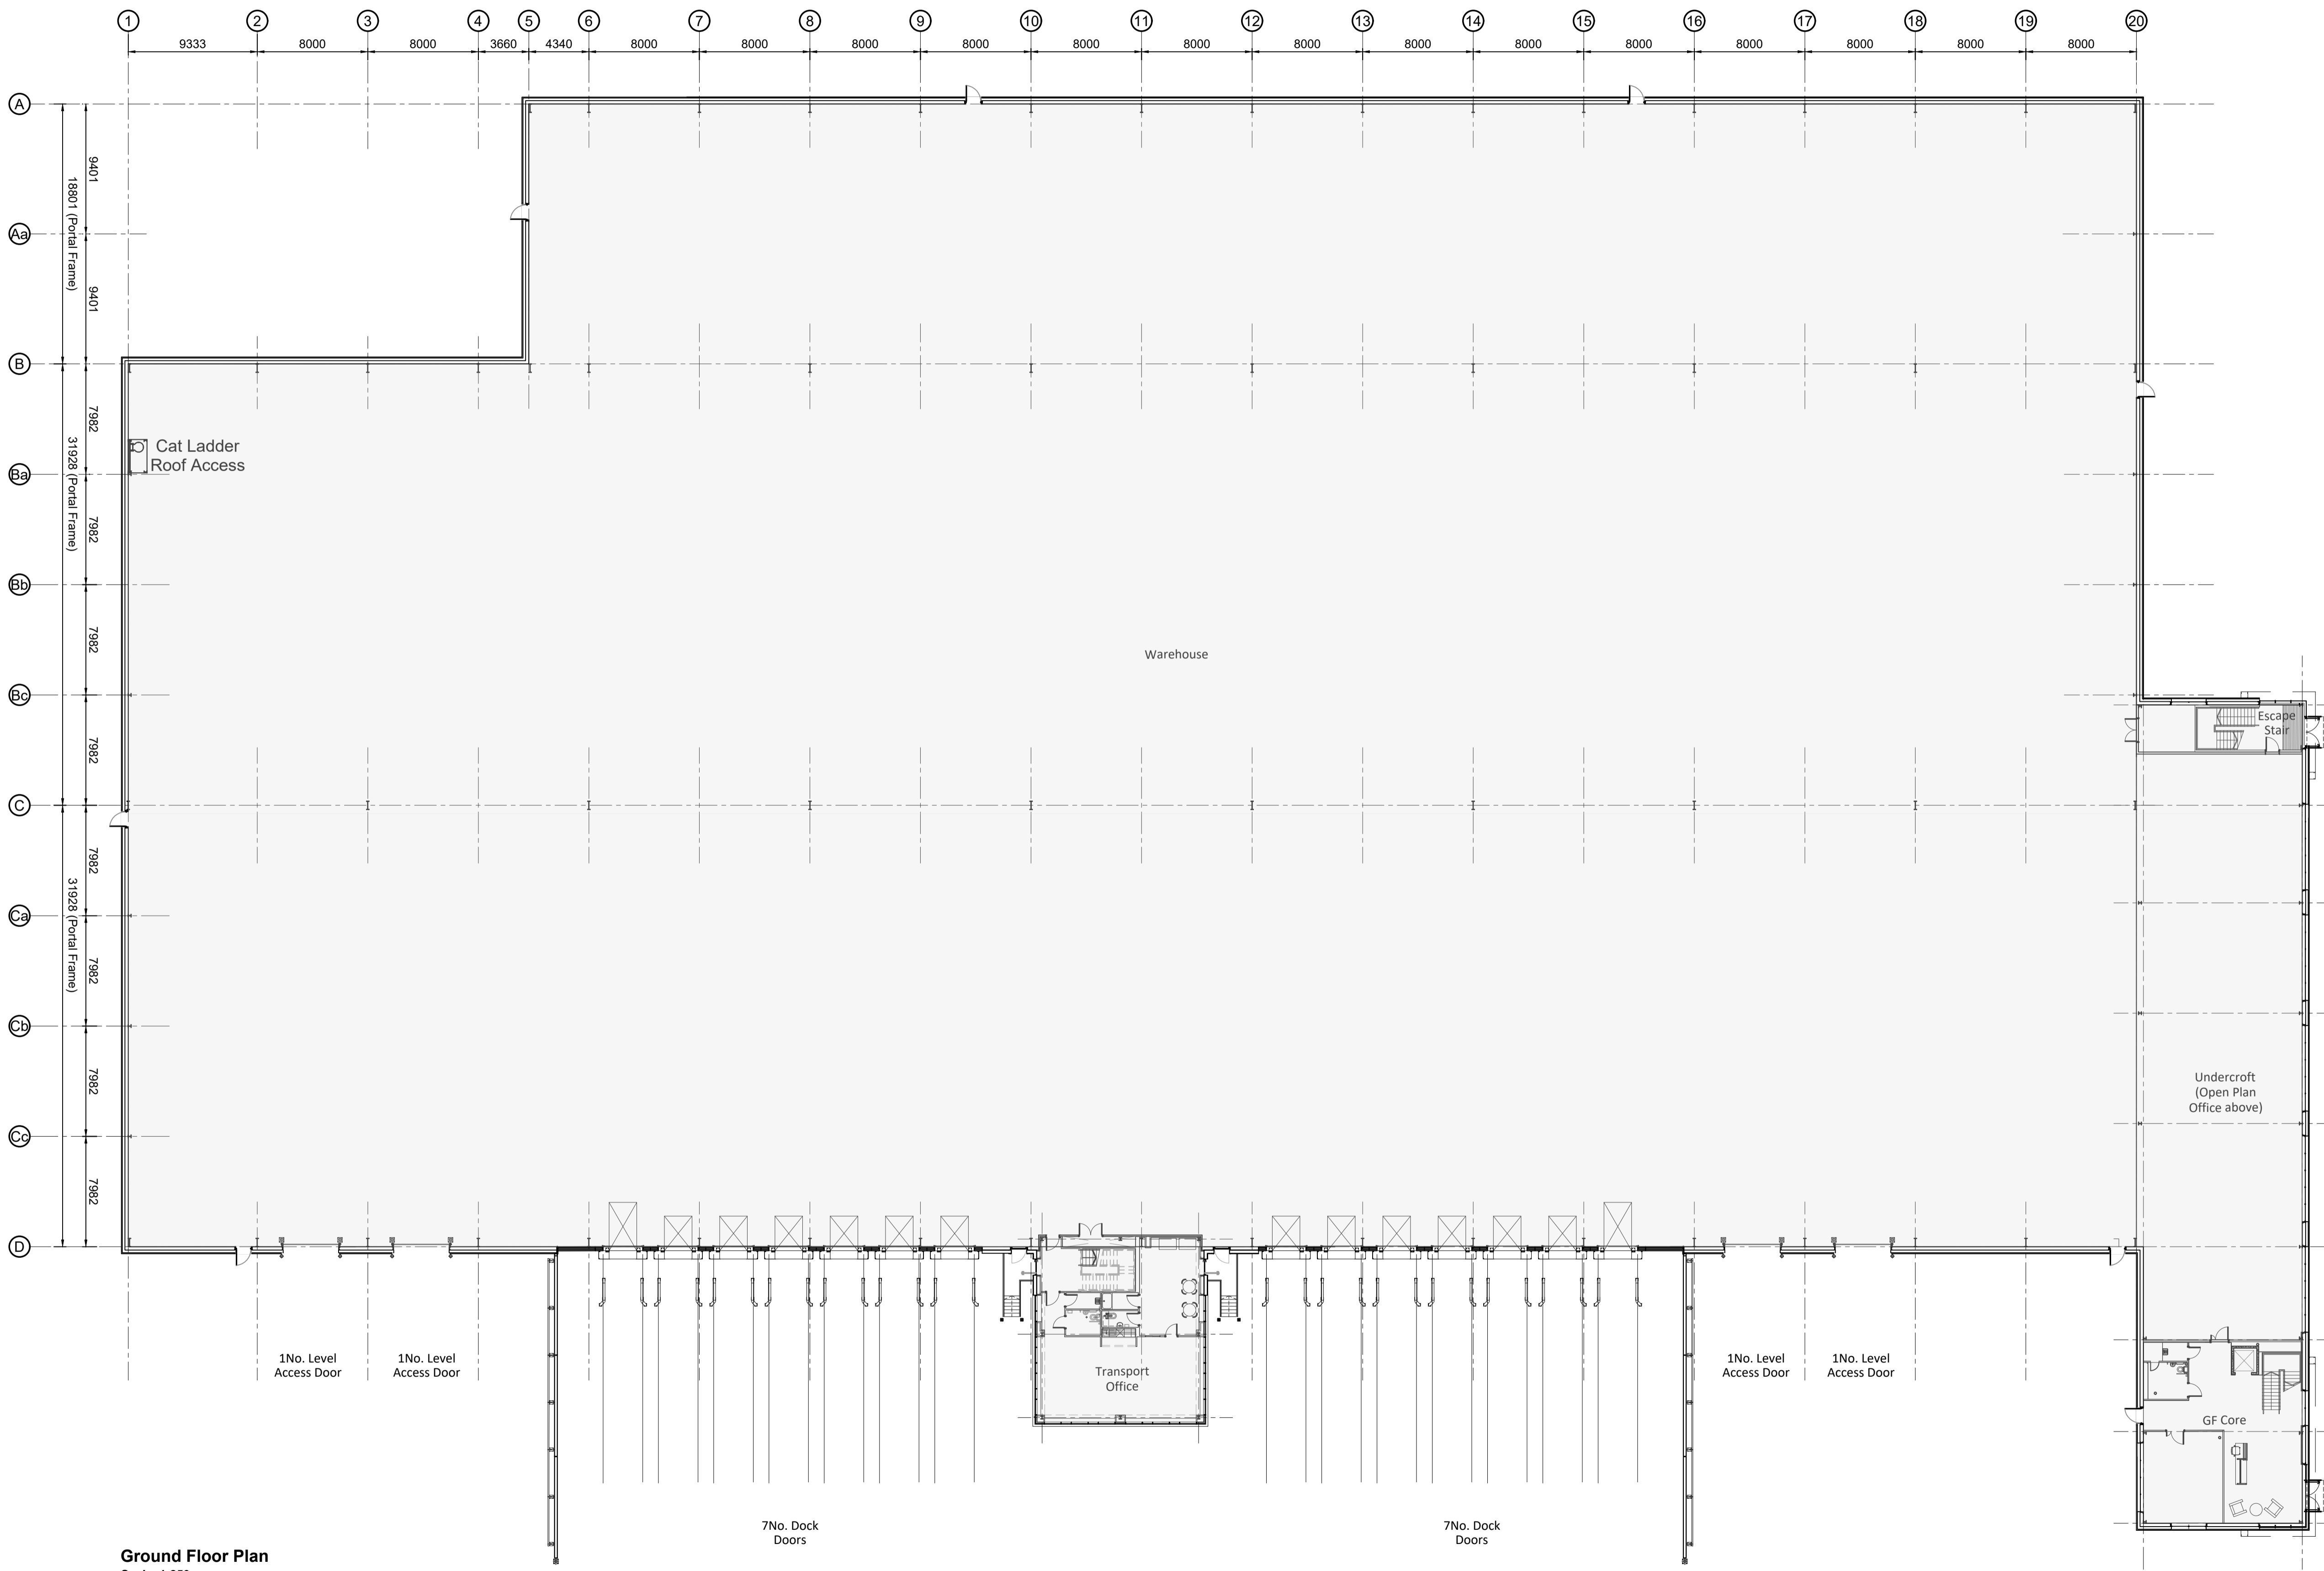 1 2 3 4 5 6 7 8 9 10 11 12 13 14 15 16 17 18 19 20
9333 8000 8000 3660 4340 8000 8000 8000 8000 8000 8000 8000 8000 8000 8000 8000 8000 8000 8000
A
9401
18801 (Portal Frame)
Aa
9401
B
7982
31928 (Portal Frame)
Cat Ladder
Roof Access
Ba
7982
Bb
7982
Warehouse
Bc
Escape
Stair
7982
C
7982
31928 (Portal Frame)
Ca
7982
Cb
7982
Undercroft
(Open Plan
Office above)
Cc
7982
D
1No. Level
Access Door
1No. Level
Access Door
Transport
Office
1No. Level
Access Door
1No. Level
Access Door
GF Core
7No. Dock
Doors
7No. Dock
Doors
Ground Floor Plan